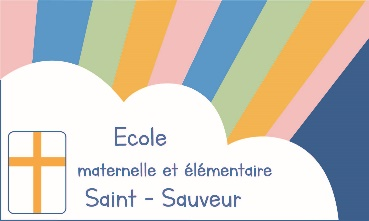 Ecole
maternelle et élémentaire
Saint - Sauveur